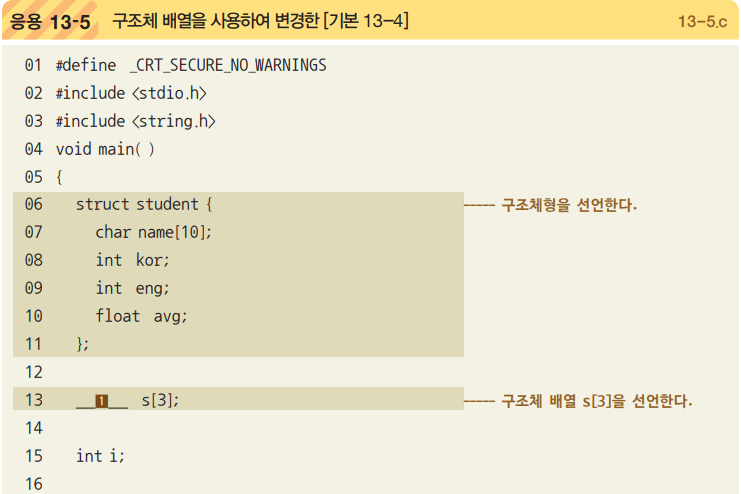 응용 13-5 구조체 배열을 사용하여 변경한 [기본 13-4] 13-5.c
01 #define _CRT_SECURE_NO_WARNINGS
02 #include <stdio.h>
03 #include <string.h>
04 void main( )
05 {
06 struct student { ----- 구조체형을 선언한다.
07 char name[10];
08 int kor;
09 int eng;
10 float avg;
11 };
12
13 __1__ s[3]; ----- 구조체 배열 s[3]을 선언한다.
14
15 int i;
16